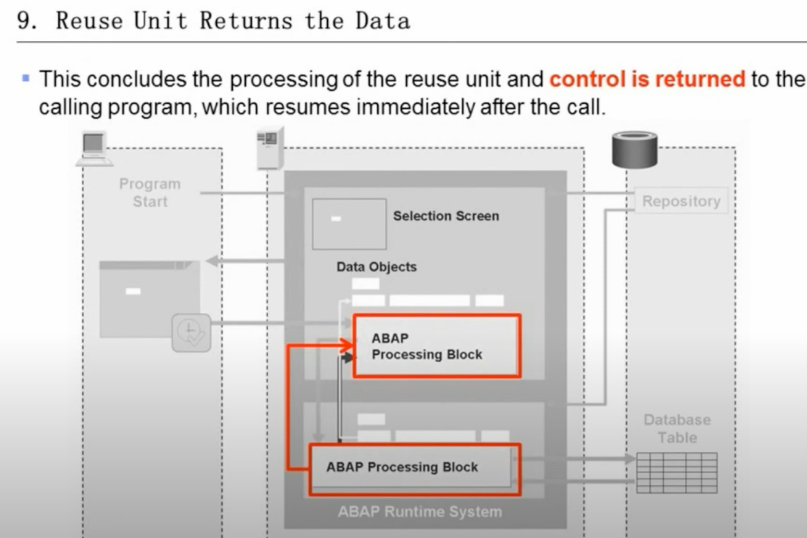 9. Reuse Unit Returns the Data
This concludes the processing of the reuse unit and control is returned to the
calling program, which resumes immediately after the call.
Program
Start
Selection Screen
Repository
Data Objects
ABAP
Processing Block
Database
Table
ABAP Processing Block
ABAP Runtime System